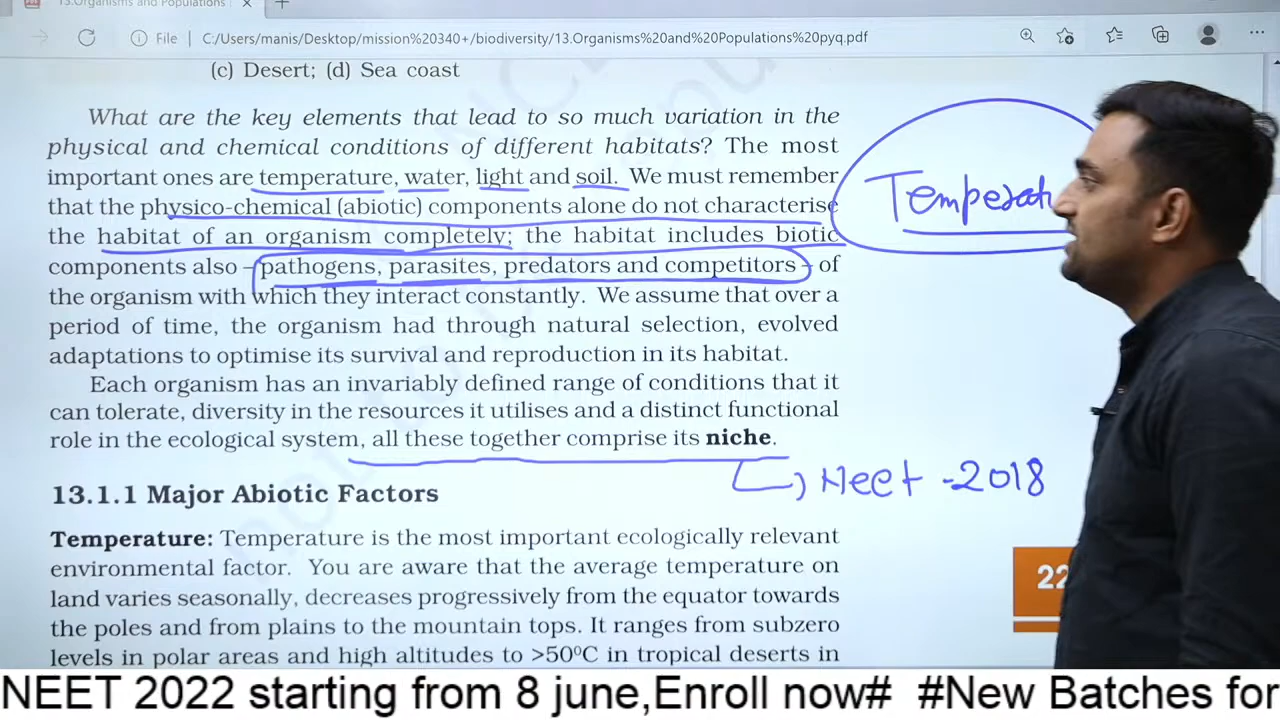 13.Organisms and Populations
File
C:/Users/manis/Desktop/mission%20340+/biodiversity/13.Organisms%20and%20Populations%20pyq.pdf
(c) Desert; (d) Sea coast
What are the key elements that lead to so much variation in the
physical and chemical conditions of different habitats? The most
important ones are temperature, water, light and soil. We must remember
that the physico-chemical (abiotic) components alone do not characterise
the habitat of an organism completely; the habitat includes biotic
components also – pathogens, parasites, predators and competitors – of
the organism with which they interact constantly. We assume that over a
period of time, the organism had through natural selection, evolved
adaptations to optimise its survival and reproduction in its habitat.
Each organism has an invariably defined range of conditions that it
can tolerate, diversity in the resources it utilises and a distinct functional
role in the ecological system, all these together comprise its niche.
Neet -2018
13.1.1 Major Abiotic Factors
Temperature: Temperature is the most important ecologically relevant
environmental factor. You are aware that the average temperature on
land varies seasonally, decreases progressively from the equator towards
the poles and from plains to the mountain tops. It ranges from subzero
levels in polar areas and high altitudes to >50⁰C in tropical deserts in
Temperatu
22
NEET 2022 starting from 8 june,Enroll now# #New Batches for